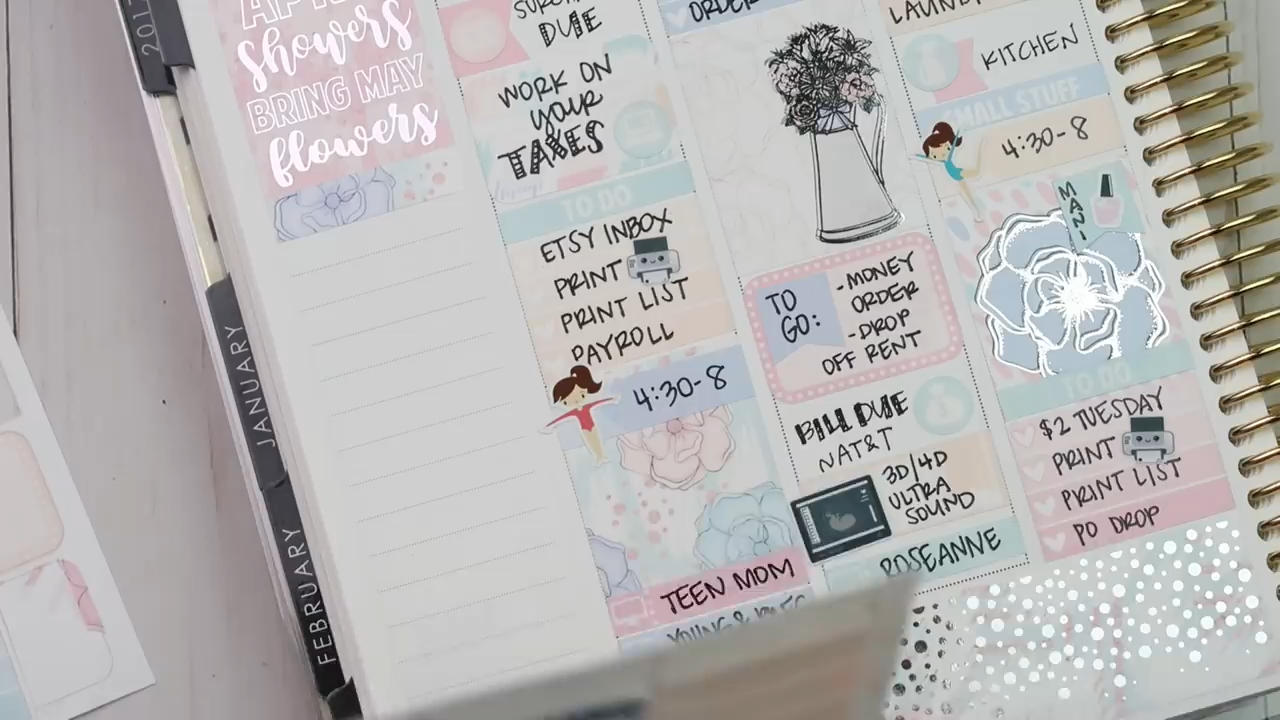 2017
JANUARY
FEBRUARY
showers
BRING MAY
flowers
DUE
WORK ON
YOUR
TAXES
TO DO
ETSY INBOX
PRINT
PRINT LIST
PAYROLL
4:30-8
TEEN MOM
ORDER
TO
GO:
-MONEY
ORDER
-DROP
OFF RENT
BILL DUE
NAT&T
3D/4D
ULTRA
SOUND
ROSEANNE
KITCHEN
SMALL STUFF
4:30-8
MANI
TO DO
$2 TUESDAY
PRINT
PRINT LIST
PO DROP